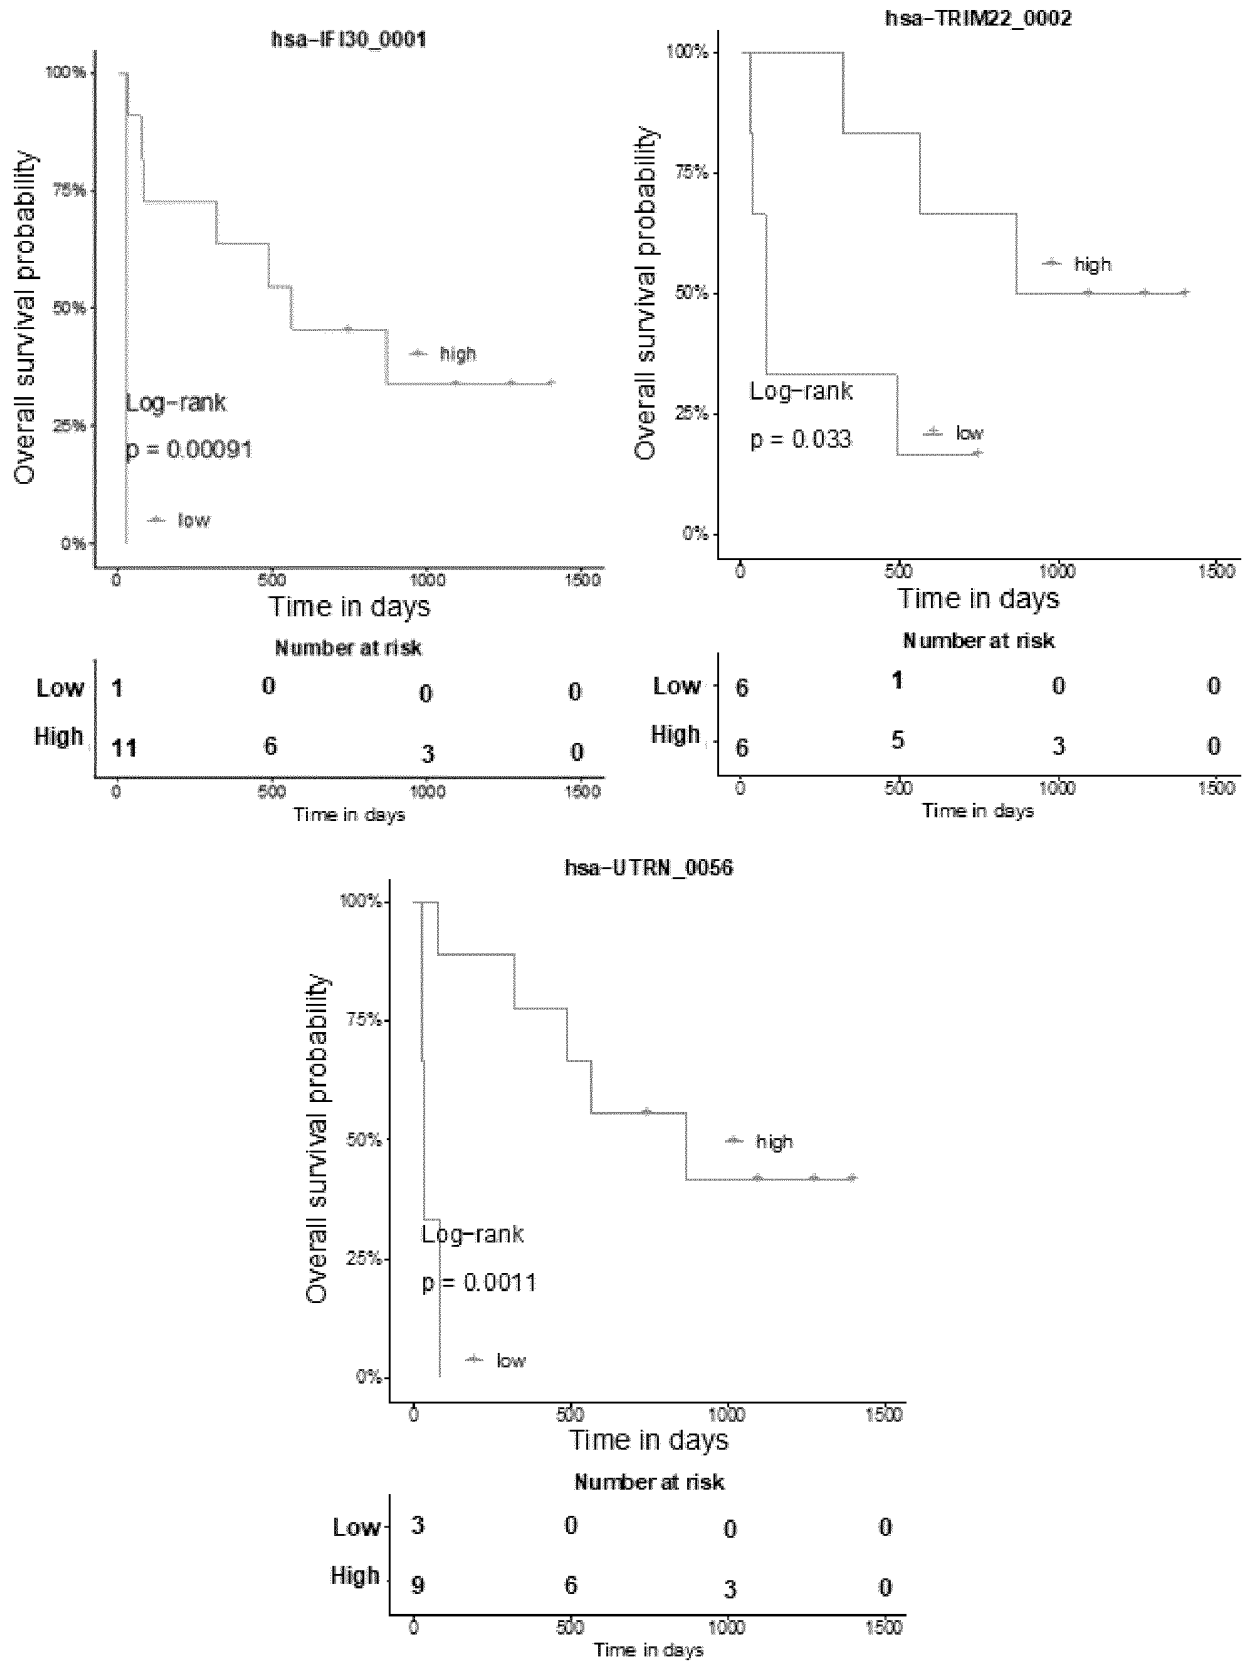 hsa-IFI30_0001
100%
75%
50%
25%
0%
Overall survival probability
high
Log-rank
p = 0.00091
low
0 500 1000 1500
Time in days
Number at risk
Low 1 0 0 0
High 11 6 3 0
0 500 1000 1500
Time in days
hsa-TRIM22_0002
100%
75%
50%
25%
0%
Overall survival probability
high
Log-rank
p = 0.033
low
0 500 1000 1500
Time in days
Number at risk
Low 6 1 0 0
High 6 5 3 0
0 500 1000 1500
Time in days
hsa-UTRN_0056
100%
75%
50%
25%
0%
Overall survival probability
high
Log-rank
p = 0.0011
low
0 500 1000 1500
Time in days
Number at risk
Low 3 0 0 0
High 9 6 3 0
0 500 1000 1500
Time in days